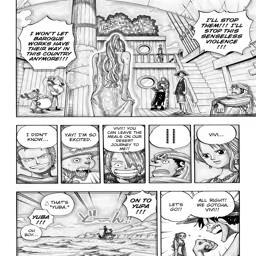 I'LL STOP
THEM!!! I'LL
STOP THIS
SENSELESS
VIOLENCE
!!!
I WON'T LET
BAROQUE
WORKS HAVE
THEIR WAY IN
THIS COUNTRY
ANYMORE!!!
VIVI...
!!
VIVI!! YOU
CAN LEAVE THE
MEALS ON OUR
DESERT
JOURNEY TO
ME!!
YAY! I'M SO
EXCITED.
I DIDN'T
KNOW...
ALL RIGHT!
WE GOTCHA,
VIVI!!
LET'S
GO!!
ON TO
YUPA !!!
...THAT'S
"YUBA."
YUBA
!!!
OH
BOY...